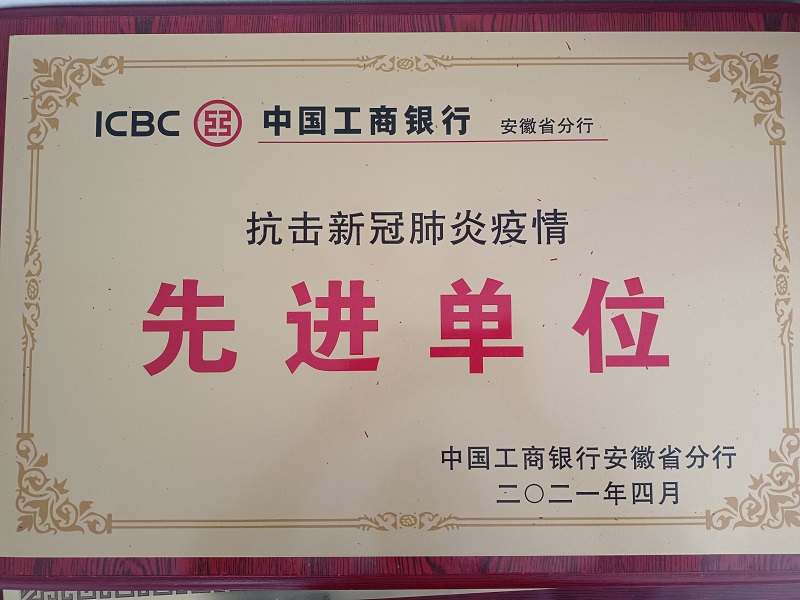 ICBC 中国工商银行 安徽省分行
抗击新冠肺炎疫情
先进单位
中国工商银行安徽省分行
二〇二一年四月